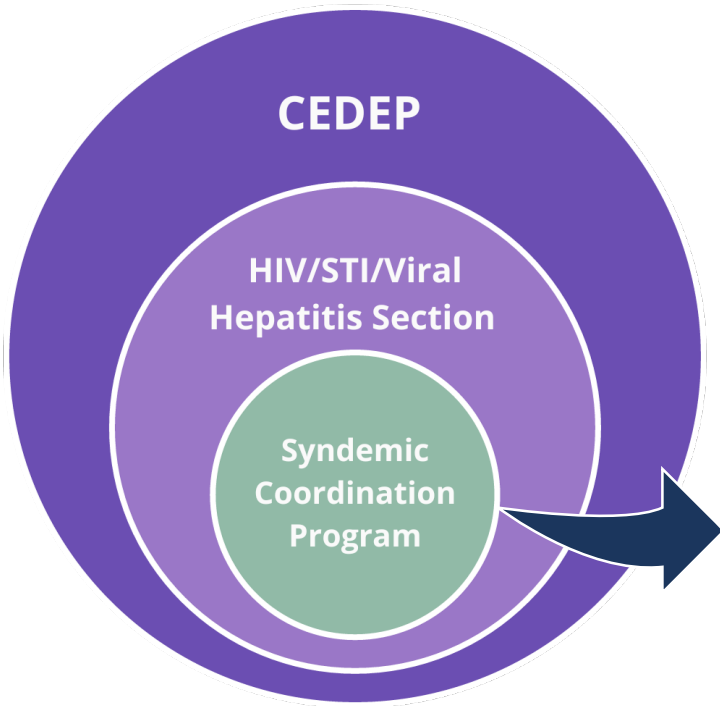 CEDEP
HIV/STI/Viral
Hepatitis Section
Syndemic
Coordination
Program